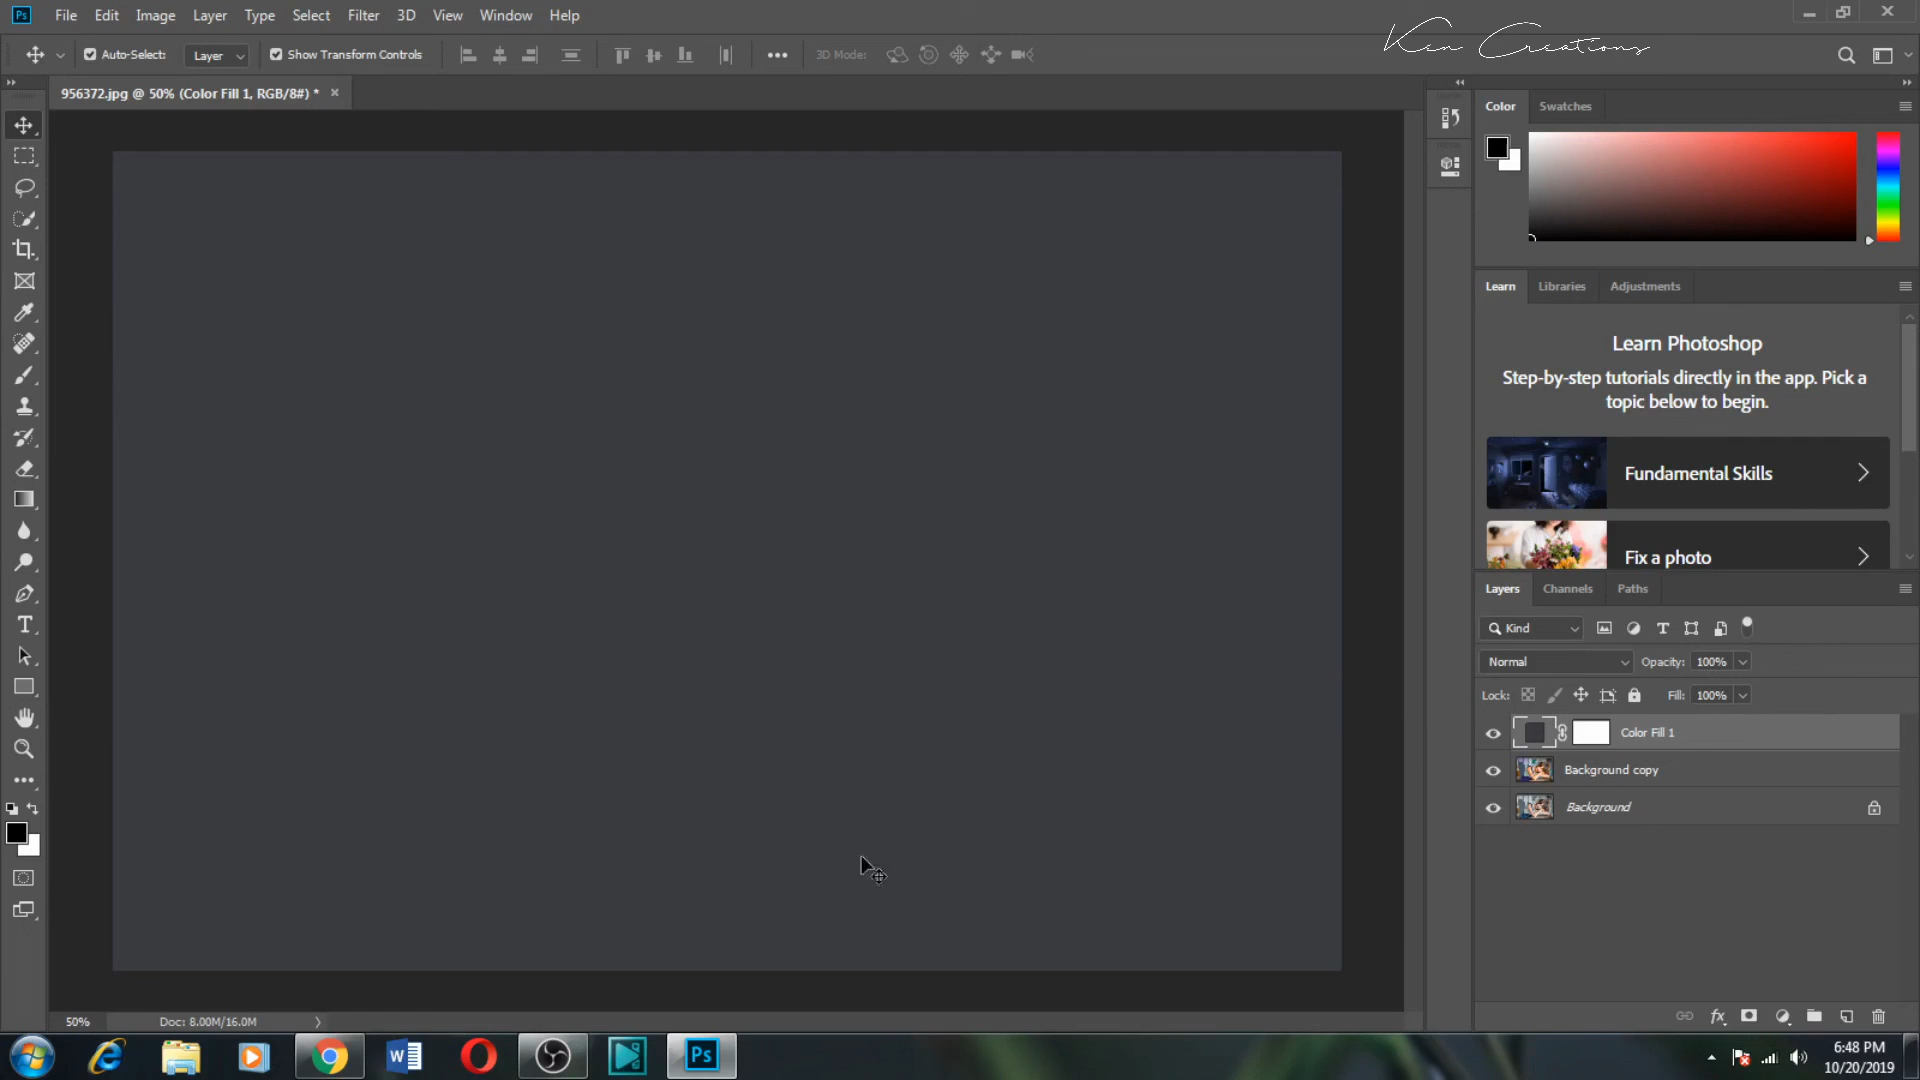 Ps File Edit Image Layer Type Select Filter 3D View Window Help
Ken Creations
Auto-Select: Layer Show Transform Controls 3D Mode:
956372.jpg @ 50% (Color Fill 1, RGB/8#) * ×
Color Swatches
Learn Libraries Adjustments
Learn Photoshop
Step-by-step tutorials directly in the app. Pick a
topic below to begin.
Fundamental Skills
Fix a photo
Layers Channels Paths
Kind
Normal Opacity: 100%
Lock: Fill: 100%
Color Fill 1
Background copy
Background
50% Doc: 8.00M/16.0M
Ps
6:48 PM
10/20/2019